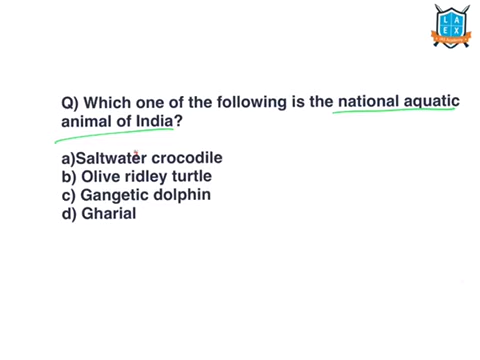 L A
E X
Q) Which one of the following is the national aquatic
animal of India?
a)Saltwater crocodile
b) Olive ridley turtle
c) Gangetic dolphin
d) Gharial